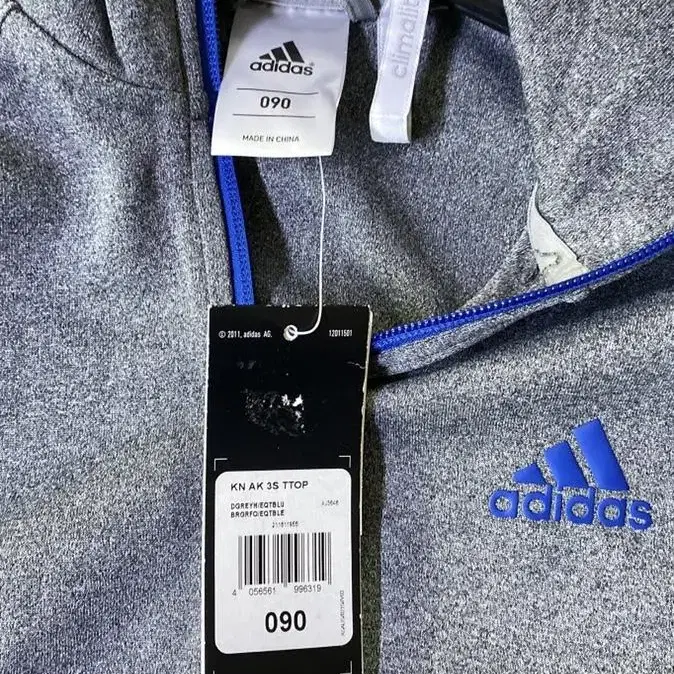 adidas
090
MADE IN CHINA
climalite
© 2011, adidas AG.
12011501
KN AK 3S TTOP
DGREYH/EQTBLU
BRGRFO/EQTBLE
4 056561 996319
090
adidas